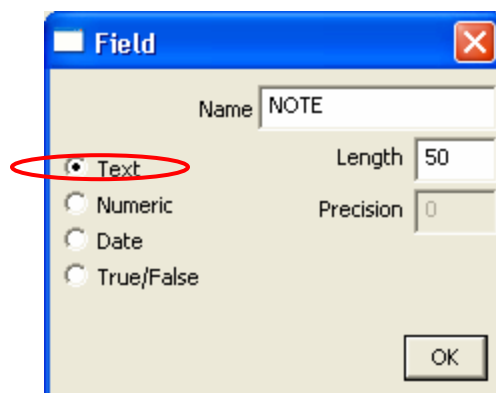 Field
Name NOTE
Text Length 50
Numeric Precision 0
Date
True/False
OK